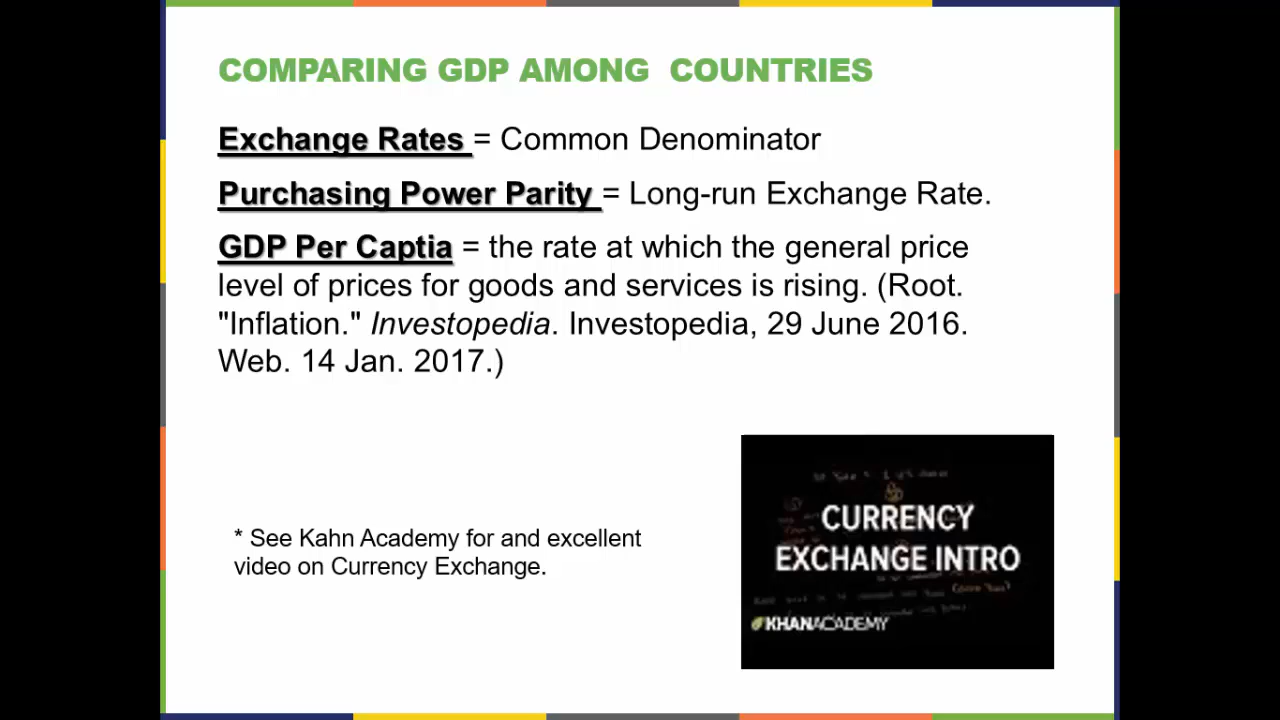 COMPARING GDP AMONG COUNTRIES
Exchange Rates = Common Denominator
Purchasing Power Parity = Long-run Exchange Rate.
GDP Per Captia = the rate at which the general price
level of prices for goods and services is rising. (Root.
"Inflation." Investopedia. Investopedia, 29 June 2016.
Web. 14 Jan. 2017.)
* See Kahn Academy for and excellent
video on Currency Exchange.
CURRENCY
EXCHANGE INTRO
KHANACADEMY